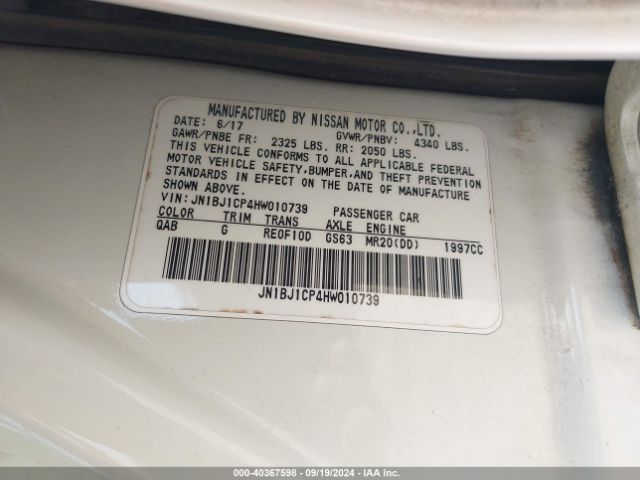 MANUFACTURED BY NISSAN MOTOR CO.,LTD.
DATE: 6/17 GVWR/PNBV: 4340 LBS.
GAWR/PNBE FR: 2325 LBS. RR: 2050 LBS.
THIS VEHICLE CONFORMS TO ALL APPLICABLE FEDERAL
MOTOR VEHICLE SAFETY,BUMPER,AND THEFT PREVENTION
STANDARDS IN EFFECT ON THE DATE OF MANUFACTURE
SHOWN ABOVE.
VIN:JN1BJ1CP4HW010739 PASSENGER CAR
COLOR TRIM TRANS AXLE ENGINE
QAB G RE0F10D GS63 MR20(DD) 1997CC
JN1BJ1CP4HW010739
000-40367598 - 09/19/2024 - IAA Inc.